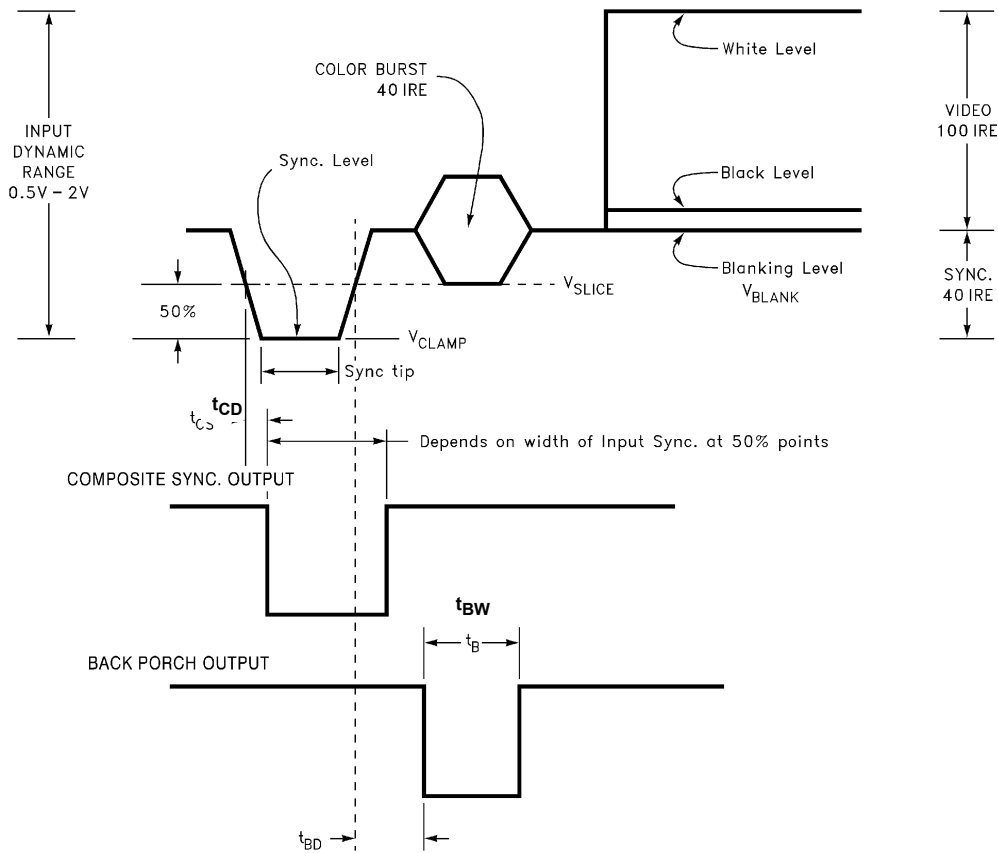 INPUT
DYNAMIC
RANGE
0.5V – 2V
COLOR BURST
40 IRE
Sync. Level
White Level
VIDEO
100 IRE
Black Level
Blanking Level
VBLANK
SYNC.
40 IRE
VSLICE
50%
VCLAMP
Sync tip
tCD
tCS
Depends on width of Input Sync. at 50% points
COMPOSITE SYNC. OUTPUT
tBW
tB
BACK PORCH OUTPUT
tBD